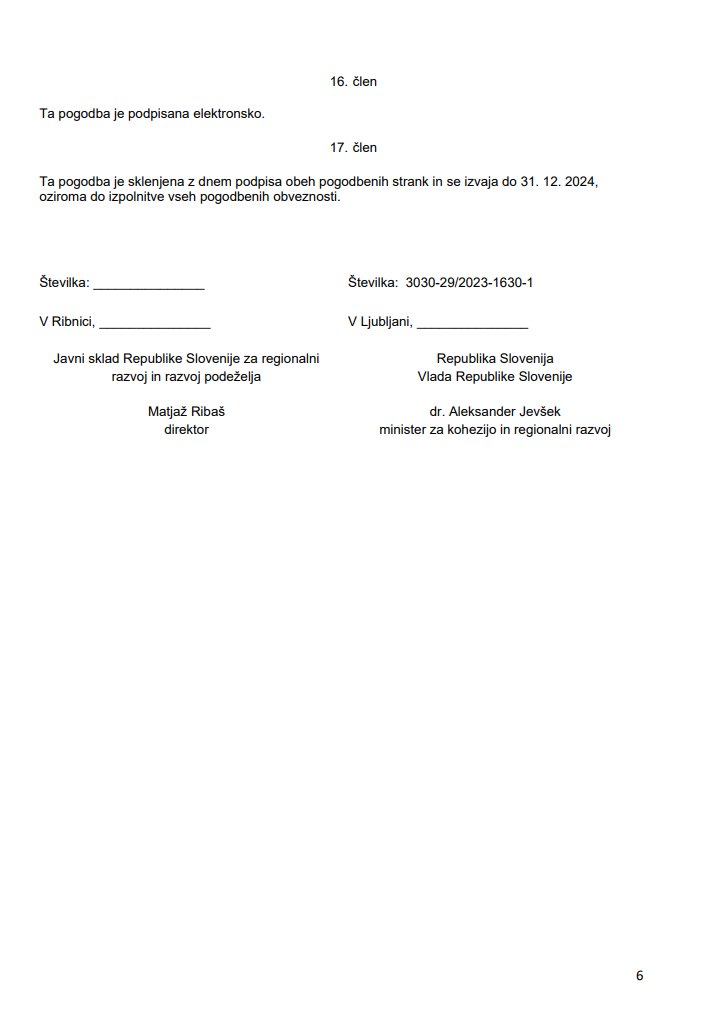 16. člen
Ta pogodba je podpisana elektronsko.
17. člen
Ta pogodba je sklenjena z dnem podpisa obeh pogodbenih strank in se izvaja do 31. 12. 2024,
oziroma do izpolnitve vseh pogodbenih obveznosti.
Številka: _______________
Številka:  3030-29/2023-1630-1
V Ribnici, _______________
V Ljubljani, _______________
Javni sklad Republike Slovenije za regionalni
razvoj in razvoj podeželja
Republika Slovenija
Vlada Republike Slovenije
Matjaž Ribaš
direktor
dr. Aleksander Jevšek
minister za kohezijo in regionalni razvoj
6